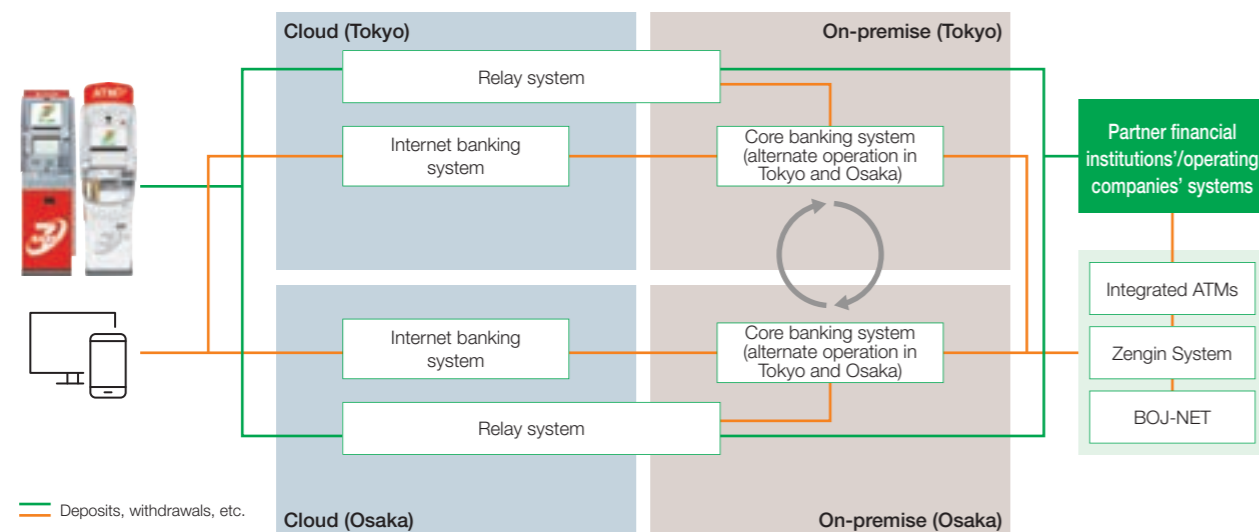 Cloud (Tokyo)
On-premise (Tokyo)
Relay system
Internet banking
system
Core banking system
(alternate operation in
Tokyo and Osaka)
Partner financial
institutions'/operating
companies' systems
Integrated ATMs
Internet banking
system
Core banking system
(alternate operation in
Tokyo and Osaka)
Zengin System
Relay system
BOJ-NET
Deposits, withdrawals, etc.
Cloud (Osaka)
On-premise (Osaka)
ATM